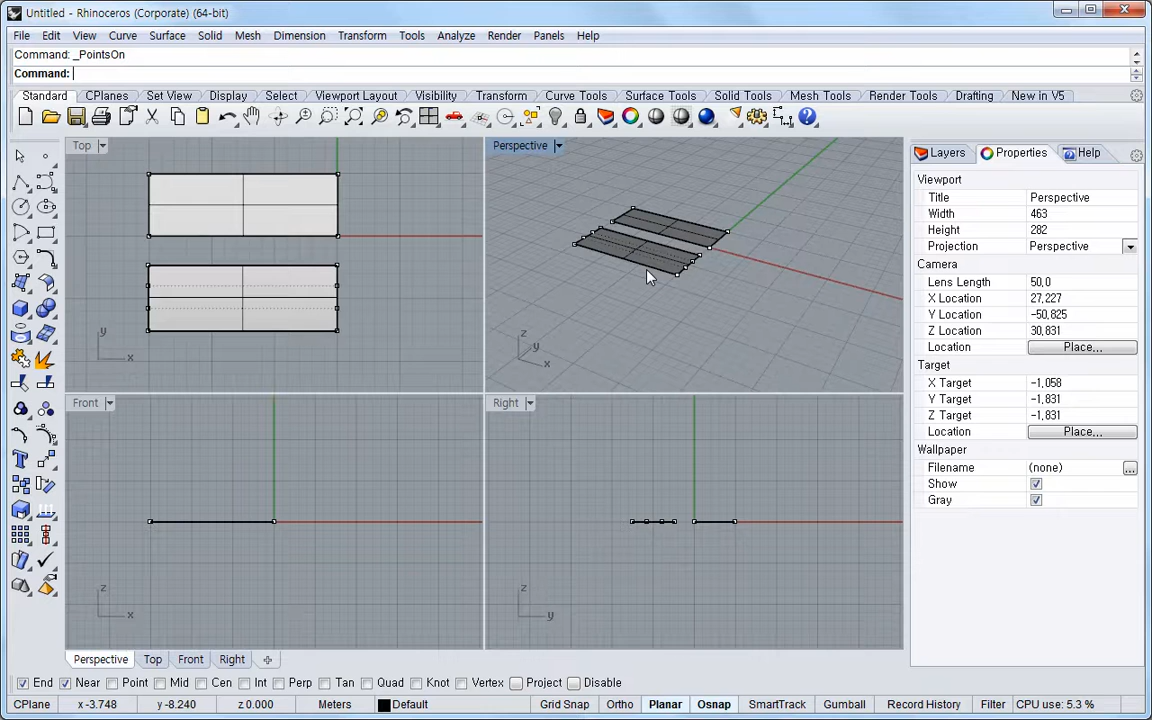 Untitled - Rhinoceros (Corporate) (64-bit)
File Edit View Curve Surface Solid Mesh Dimension Transform Tools Analyze Render Panels Help
Command: _PointsOn
Command:
Standard CPlanes Set View Display Select Viewport Layout Visibility Transform Curve Tools Surface Tools Solid Tools Mesh Tools Render Tools Drafting New in V5
Top
y
x
Perspective
z
y
x
Front
z
x
Right
z
y
Layers Properties Help
Viewport
Title Perspective
Width 463
Height 282
Projection Perspective
Camera
Lens Length 50,0
X Location 27,227
Y Location -50,825
Z Location 30,831
Location Place...
Target
X Target -1,058
Y Target -1,831
Z Target -1,831
Location Place...
Wallpaper
Filename (none) ...
Show
Gray
Perspective Top Front Right
End Near Point Mid Cen Int Perp Tan Quad Knot Vertex Project Disable
CPlane x -3.748 y -8.240 z 0.000 Meters Default Grid Snap Ortho Planar Osnap SmartTrack Gumball Record History Filter CPU use: 5.3 %